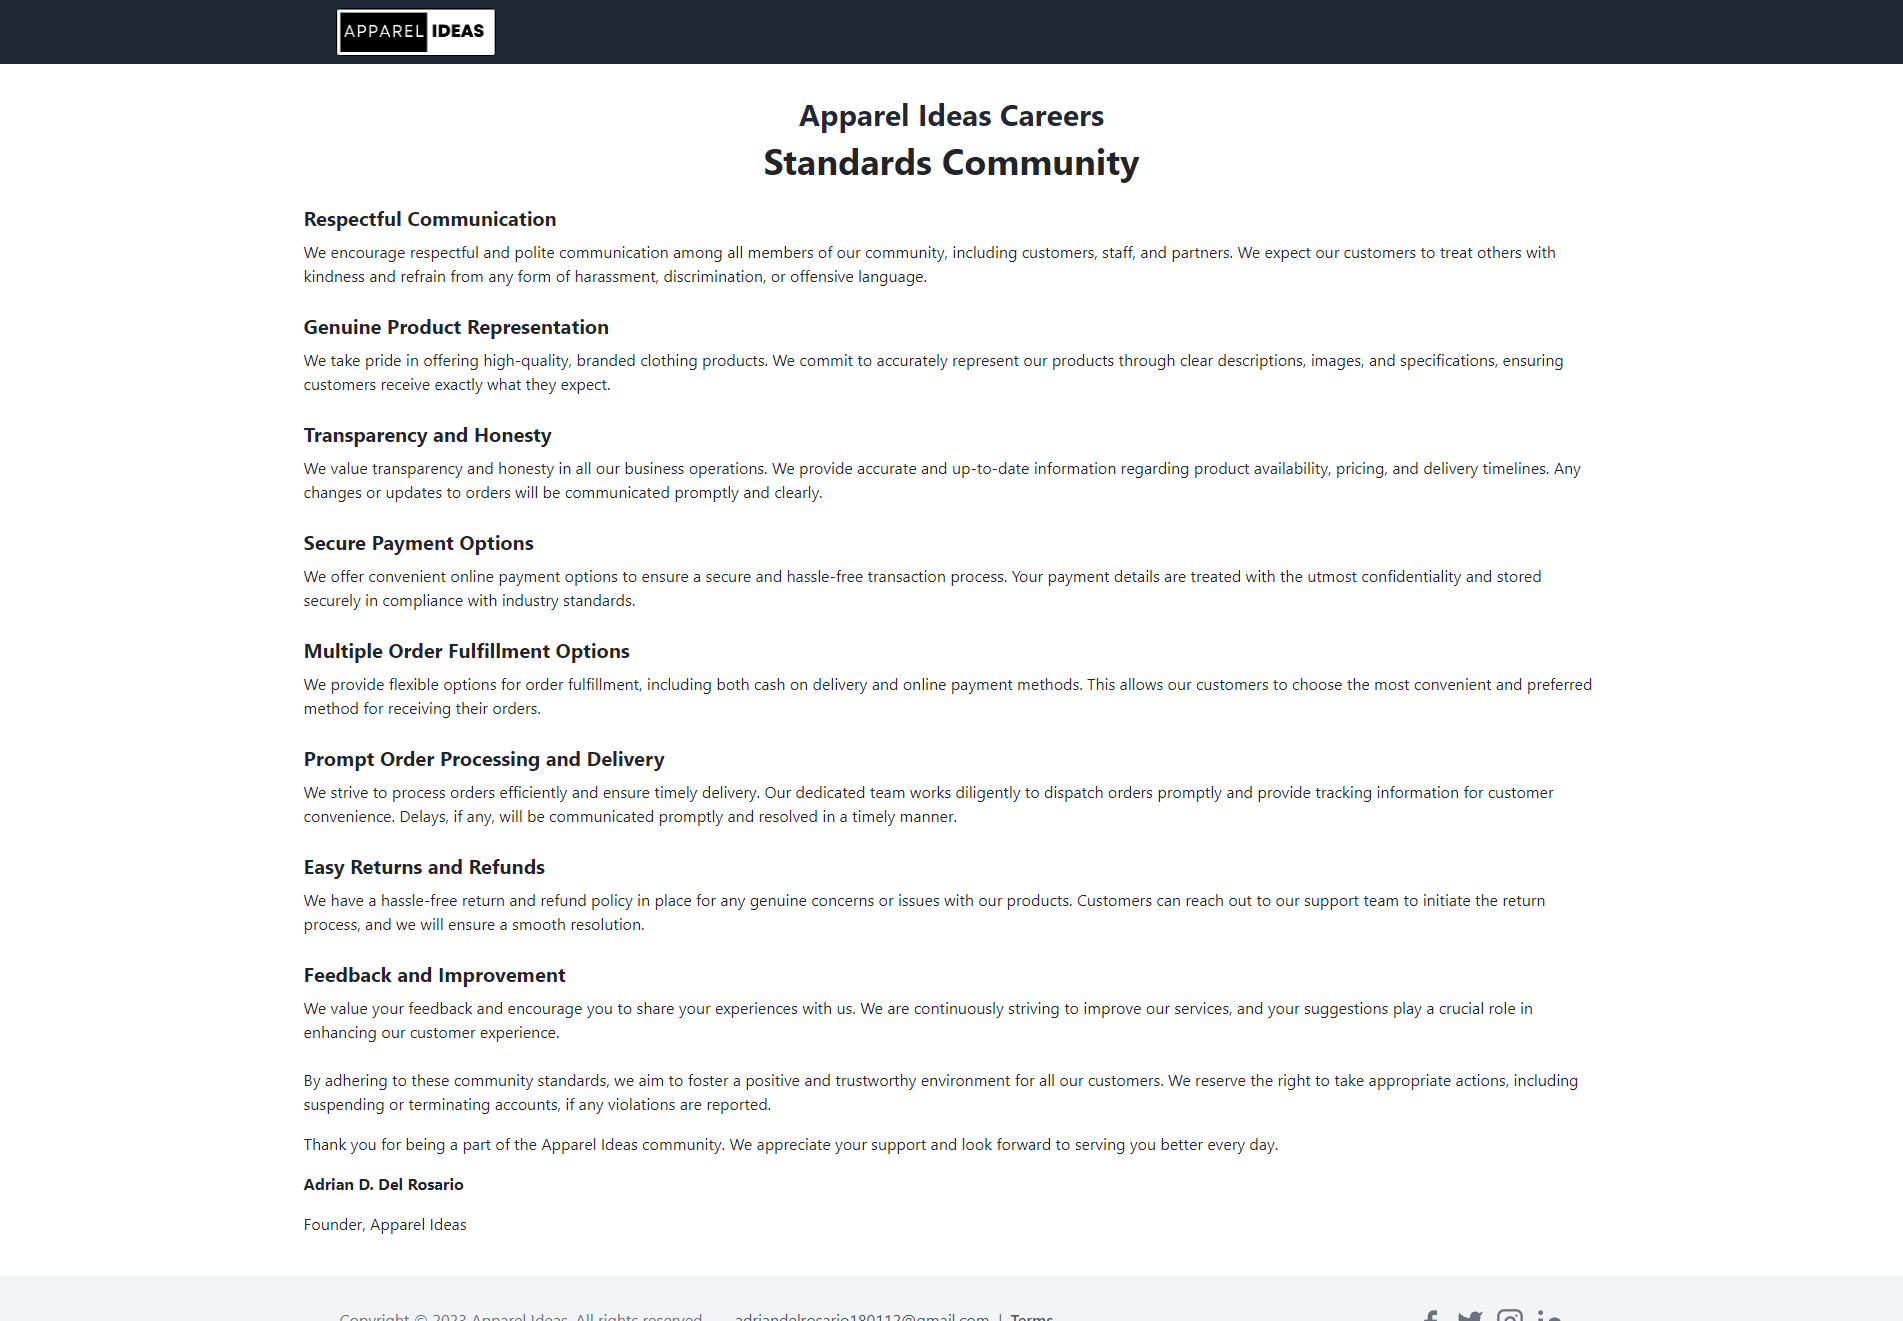 APPAREL IDEAS
Apparel Ideas Careers
Standards Community
Respectful Communication
We encourage respectful and polite communication among all members of our community, including customers, staff, and partners. We expect our customers to treat others with
kindness and refrain from any form of harassment, discrimination, or offensive language.
Genuine Product Representation
We take pride in offering high-quality, branded clothing products. We commit to accurately represent our products through clear descriptions, images, and specifications, ensuring
customers receive exactly what they expect.
Transparency and Honesty
We value transparency and honesty in all our business operations. We provide accurate and up-to-date information regarding product availability, pricing, and delivery timelines. Any
changes or updates to orders will be communicated promptly and clearly.
Secure Payment Options
We offer convenient online payment options to ensure a secure and hassle-free transaction process. Your payment details are treated with the utmost confidentiality and stored
securely in compliance with industry standards.
Multiple Order Fulfillment Options
We provide flexible options for order fulfillment, including both cash on delivery and online payment methods. This allows our customers to choose the most convenient and preferred
method for receiving their orders.
Prompt Order Processing and Delivery
We strive to process orders efficiently and ensure timely delivery. Our dedicated team works diligently to dispatch orders promptly and provide tracking information for customer
convenience. Delays, if any, will be communicated promptly and resolved in a timely manner.
Easy Returns and Refunds
We have a hassle-free return and refund policy in place for any genuine concerns or issues with our products. Customers can reach out to our support team to initiate the return
process, and we will ensure a smooth resolution.
Feedback and Improvement
We value your feedback and encourage you to share your experiences with us. We are continuously striving to improve our services, and your suggestions play a crucial role in
enhancing our customer experience.
By adhering to these community standards, we aim to foster a positive and trustworthy environment for all our customers. We reserve the right to take appropriate actions, including
suspending or terminating accounts, if any violations are reported.
Thank you for being a part of the Apparel Ideas community. We appreciate your support and look forward to serving you better every day.
Adrian D. Del Rosario
Founder, Apparel Ideas
Copyright © 2023 Apparel Ideas. All rights reserved. adriandelrosario180112@gmail.com | Terms